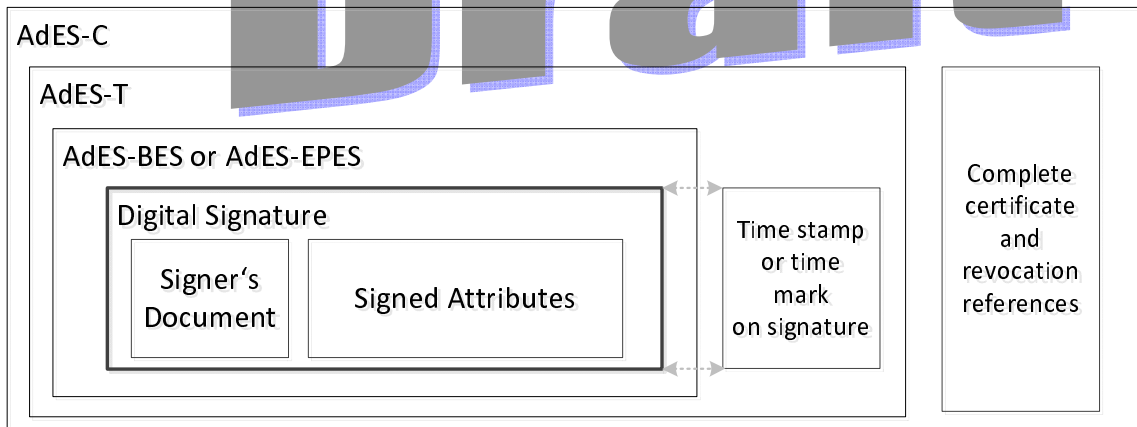 Draft
AdES-C
AdES-T
AdES-BES or AdES-EPES
Digital Signature
Signer‘s
Document
Signed Attributes
Time stamp
or time
mark
on signature
Complete
certificate
and
revocation
references